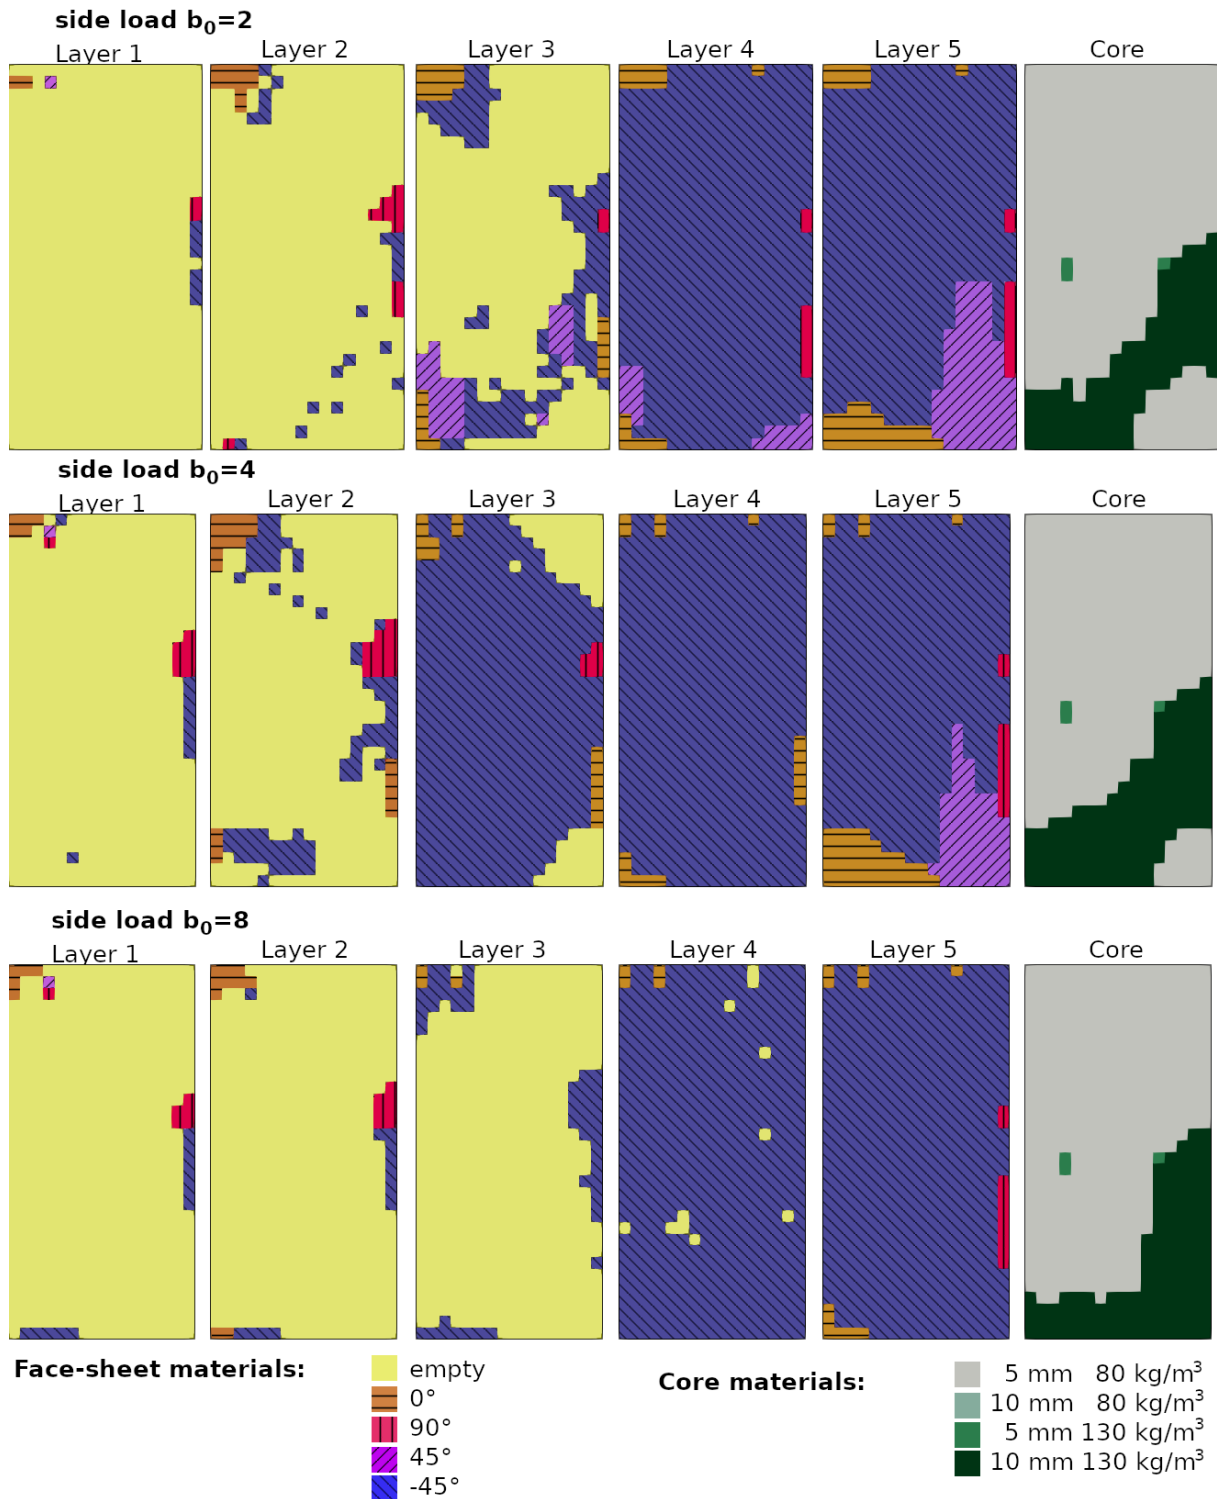 side load b₀=2
Layer 1 Layer 2 Layer 3 Layer 4 Layer 5 Core
side load b₀=4
Layer 1 Layer 2 Layer 3 Layer 4 Layer 5 Core
side load b₀=8
Layer 1 Layer 2 Layer 3 Layer 4 Layer 5 Core
Face-sheet materials:
empty
0°
90°
45°
-45°
Core materials:
5 mm 80 kg/m³
10 mm 80 kg/m³
5 mm 130 kg/m³
10 mm 130 kg/m³